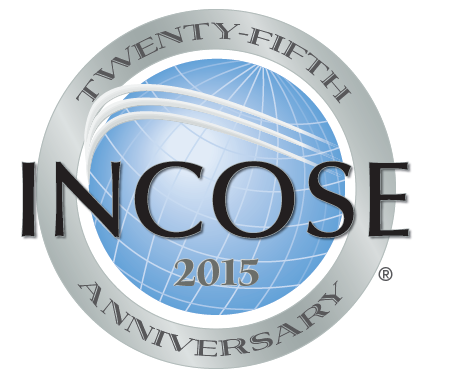 TWENTY-FIFTH
INCOSE
2015
®
ANNIVERSARY